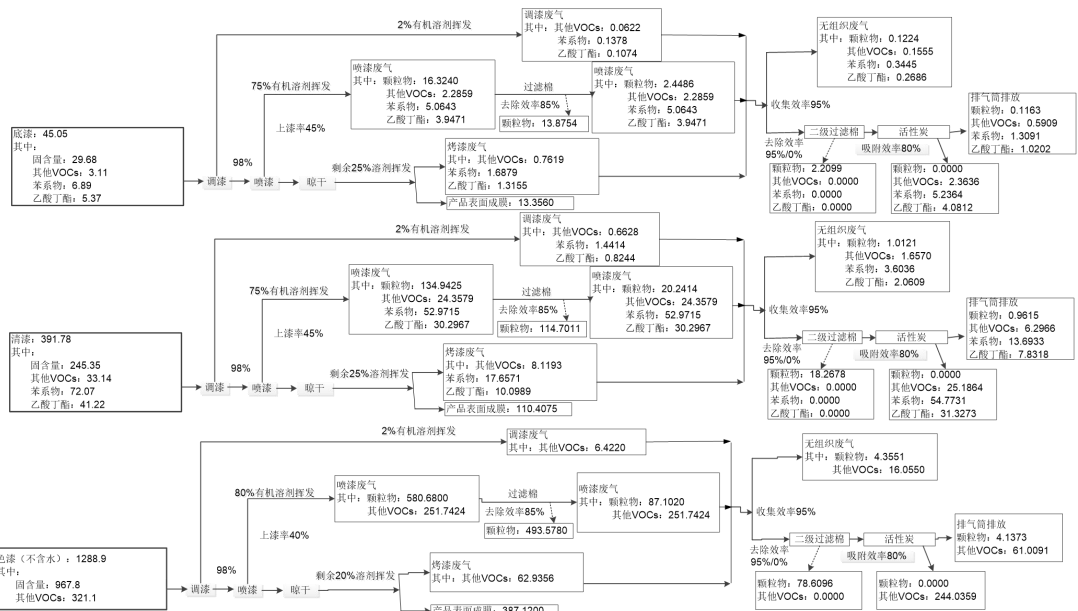 2%有机溶剂挥发
调漆废气
其中：其他VOCs：0.0622
苯系物：0.1378
乙酸丁酯：0.1074
无组织废气
其中：颗粒物：0.1224
其他VOCs：0.1555
苯系物：0.3445
乙酸丁酯：0.2686
75%有机溶剂挥发
喷漆废气
其中：颗粒物：16.3240
其他VOCs：2.2859
苯系物：5.0643
乙酸丁酯：3.9471
过滤棉
去除效率85%
颗粒物：13.8754
喷漆废气
其中：颗粒物：2.4486
其他VOCs：2.2859
苯系物：5.0643
乙酸丁酯：3.9471
收集效率95%
上漆率45%
二级过滤棉
活性炭
去除效率
95%/0%
吸附效率80%
排气筒排放
颗粒物：0.1163
其他VOCs：0.5909
苯系物：1.3091
乙酸丁酯：1.0202
底漆：45.05
其中：
固含量：29.68
其他VOCs：3.11
苯系物：6.89
乙酸丁酯：5.37
调漆
98%
喷漆
晾干
剩余25%溶剂挥发
烤漆废气
其中：其他VOCs：0.7619
苯系物：1.6879
乙酸丁酯：1.3155
产品表面成膜：13.3560
颗粒物：2.2099
其他VOCs：0.0000
苯系物：0.0000
乙酸丁酯：0.0000
颗粒物：0.0000
其他VOCs：2.3636
苯系物：5.2364
乙酸丁酯：4.0812
2%有机溶剂挥发
调漆废气
其中：其他VOCs：0.6628
苯系物：1.4414
乙酸丁酯：0.8244
无组织废气
其中：颗粒物：1.0121
其他VOCs：1.6570
苯系物：3.6036
乙酸丁酯：2.0609
75%有机溶剂挥发
喷漆废气
其中：颗粒物：134.9425
其他VOCs：24.3579
苯系物：52.9715
乙酸丁酯：30.2967
过滤棉
去除效率85%
颗粒物：114.7011
喷漆废气
其中：颗粒物：20.2414
其他VOCs：24.3579
苯系物：52.9715
乙酸丁酯：30.2967
收集效率95%
上漆率45%
二级过滤棉
活性炭
去除效率
95%/0%
吸附效率80%
排气筒排放
颗粒物：0.9615
其他VOCs：6.2966
苯系物：13.6933
乙酸丁酯：7.8318
清漆：391.78
其中：
固含量：245.35
其他VOCs：33.14
苯系物：72.07
乙酸丁酯：41.22
调漆
98%
喷漆
晾干
剩余25%溶剂挥发
烤漆废气
其中：其他VOCs：8.1193
苯系物：17.6571
乙酸丁酯：10.0989
产品表面成膜：110.4075
颗粒物：18.2678
其他VOCs：0.0000
苯系物：0.0000
乙酸丁酯：0.0000
颗粒物：0.0000
其他VOCs：25.1864
苯系物：54.7731
乙酸丁酯：31.3273
2%有机溶剂挥发
调漆废气
其中：其他VOCs：6.4220
无组织废气
其中：颗粒物：4.3551
其他VOCs：16.0550
80%有机溶剂挥发
喷漆废气
其中：颗粒物：580.6800
其他VOCs：251.7424
过滤棉
去除效率85%
颗粒物：493.5780
喷漆废气
其中：颗粒物：87.1020
其他VOCs：251.7424
收集效率95%
上漆率40%
二级过滤棉
活性炭
去除效率
95%/0%
吸附效率80%
排气筒排放
颗粒物：4.1373
其他VOCs：61.0091
色漆（不含水）：1288.9
其中：
固含量：967.8
其他VOCs：321.1
调漆
98%
喷漆
晾干
剩余20%溶剂挥发
烤漆废气
其中：其他VOCs：62.9356
产品表面成膜：387.1200
颗粒物：78.6096
其他VOCs：0.0000
颗粒物：0.0000
其他VOCs：244.0359